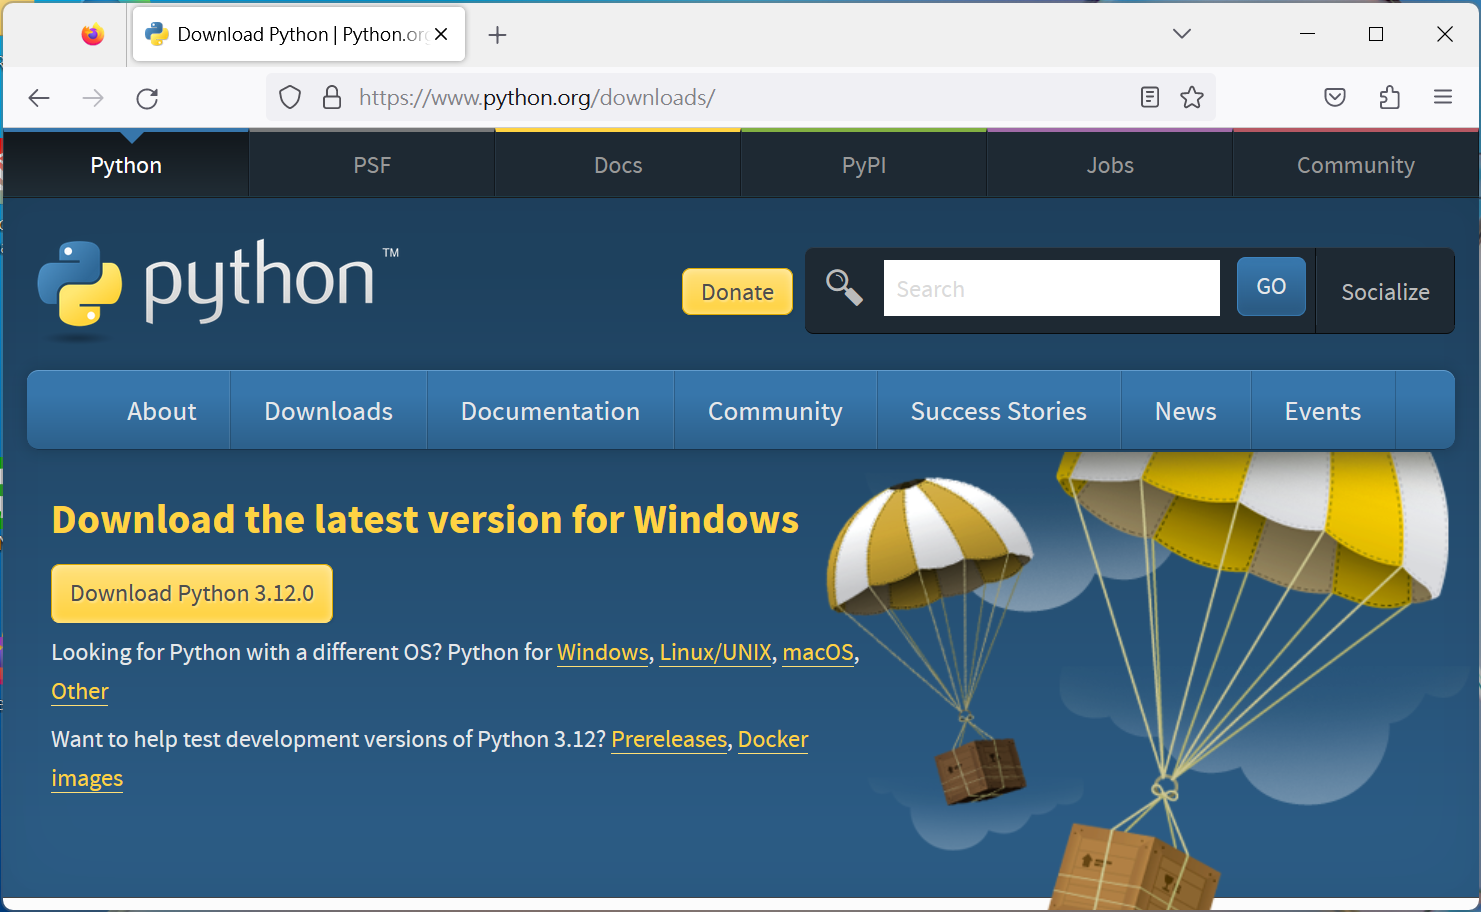 Download Python | Python.org
https://www.python.org/downloads/
Python
PSF
Docs
PyPI
Jobs
Community
python ™
Donate
Search
GO
Socialize
About
Downloads
Documentation
Community
Success Stories
News
Events
Download the latest version for Windows
Download Python 3.12.0
Looking for Python with a different OS? Python for Windows, Linux/UNIX, macOS,
Other
Want to help test development versions of Python 3.12? Prereleases, Docker
images